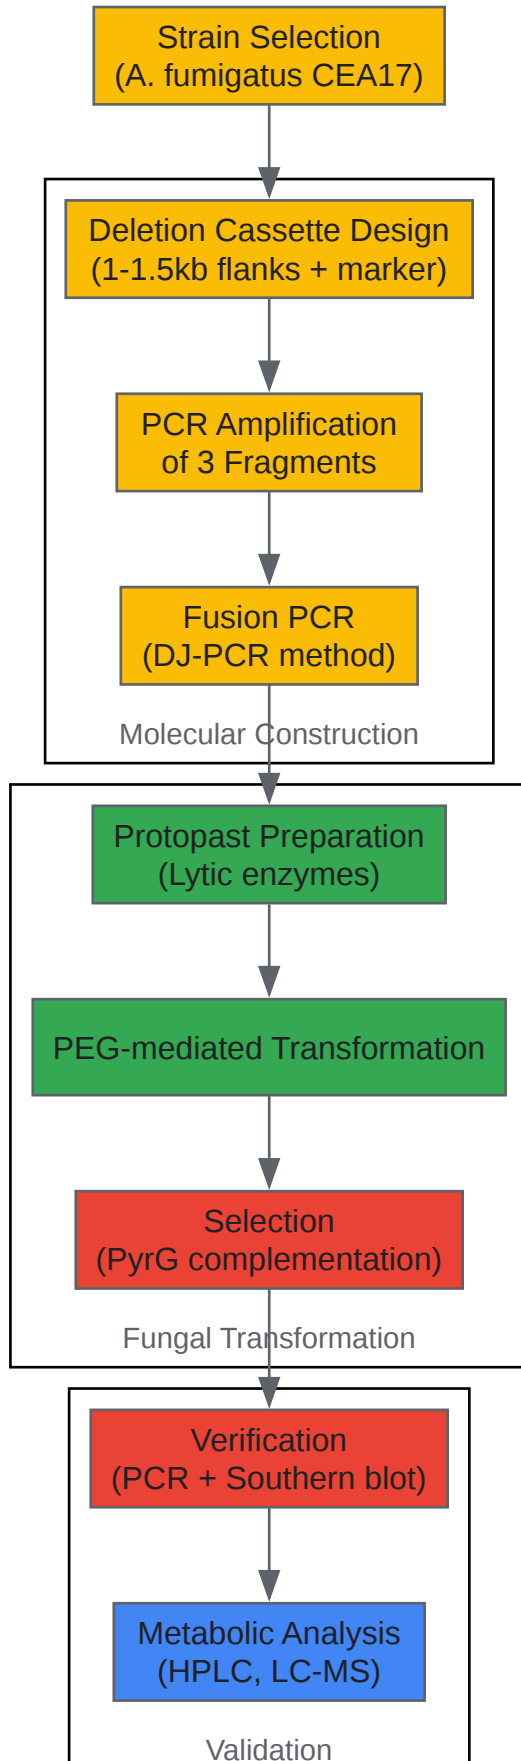 Strain Selection
(A. fumigatus CEA17)
Deletion Cassette Design
(1-1.5kb flanks + marker)
PCR Amplification
of 3 Fragments
Fusion PCR
(DJ-PCR method)
Molecular Construction
Protopast Preparation
(Lytic enzymes)
PEG-mediated Transformation
Selection
(PyrG complementation)
Fungal Transformation
Verification
(PCR + Southern blot)
Metabolic Analysis
(HPLC, LC-MS)
Validation